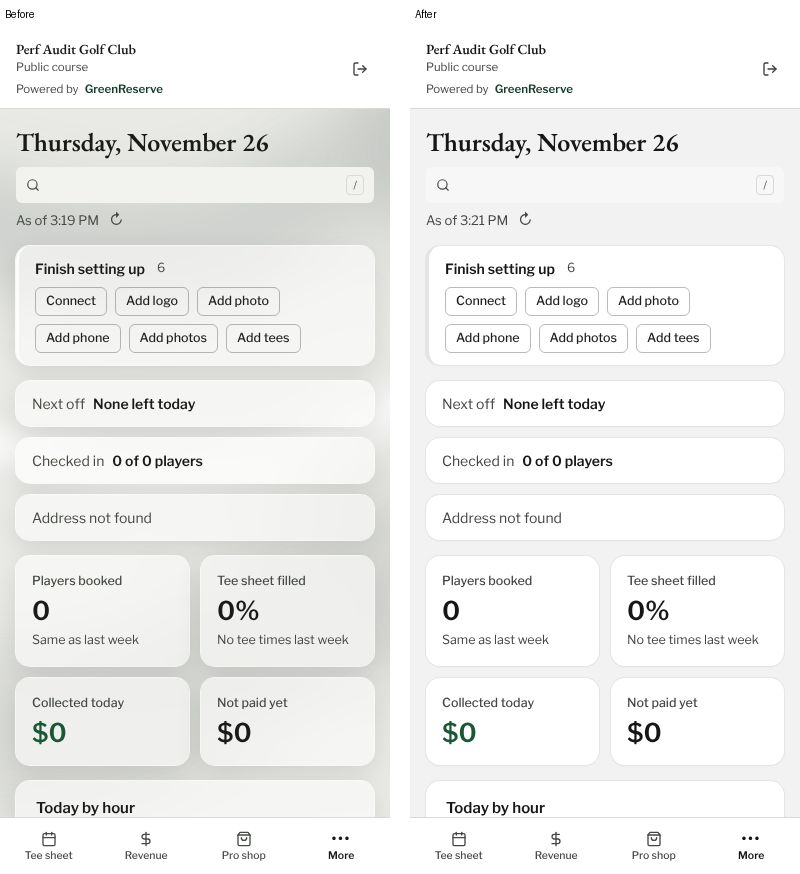 Before
Perf Audit Golf Club
Public course
Powered by GreenReserve
Thursday, November 26
/
As of 3:19 PM
Finish setting up 6
Connect Add logo Add photo
Add phone Add photos Add tees
Next off None left today
Checked in 0 of 0 players
Address not found
Players booked Tee sheet filled
0 0%
Same as last week No tee times last week
Collected today Not paid yet
$0 $0
Today by hour
Tee sheet Revenue Pro shop More
After
Perf Audit Golf Club
Public course
Powered by GreenReserve
Thursday, November 26
/
As of 3:21 PM
Finish setting up 6
Connect Add logo Add photo
Add phone Add photos Add tees
Next off None left today
Checked in 0 of 0 players
Address not found
Players booked Tee sheet filled
0 0%
Same as last week No tee times last week
Collected today Not paid yet
$0 $0
Today by hour
Tee sheet Revenue Pro shop More